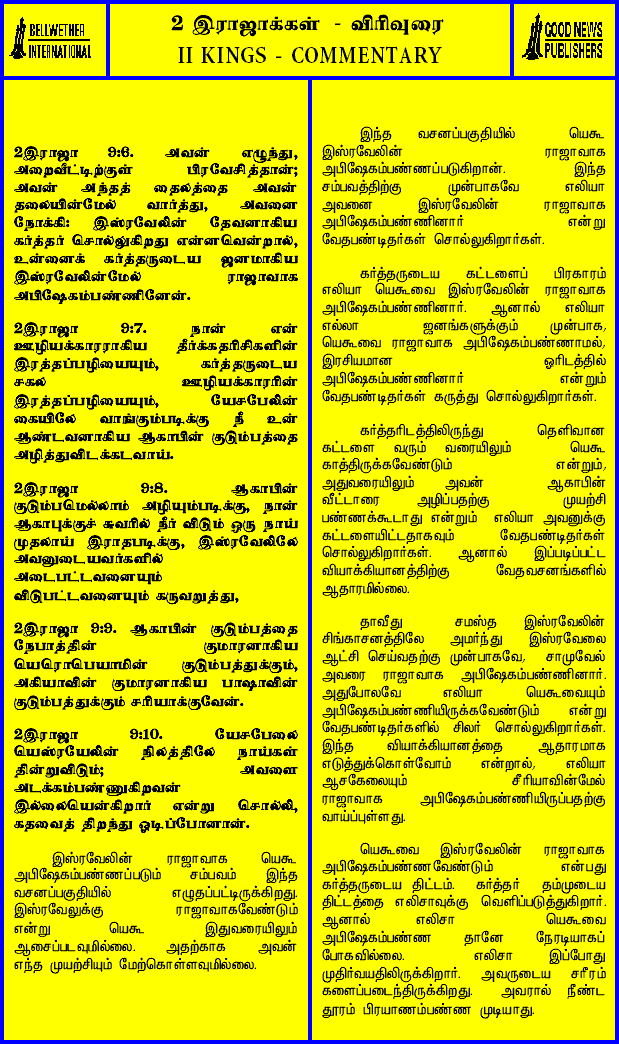 BELLWETHER
INTERNATIONAL
2 இராஜாக்கள் - விரிவுரை
II KINGS - COMMENTARY
GOOD NEWS
PUBLISHERS
2இராஜா 9:6. அவன் எழுந்து,
அறைவீட்டிற்குள் பிரவேசித்தான்;
அவன் அந்தத் தைலத்தை அவன்
தலையின்மேல் வார்த்து, அவனை
நோக்கி: இஸ்ரவேலின் தேவனாகிய
கர்த்தர் சொல்லுகிறது என்னவென்றால்,
உன்னைக் கர்த்தருடைய ஜனமாகிய
இஸ்ரவேலின்மேல் ராஜாவாக
அபிஷேகம்பண்ணினேன்.
2இராஜா 9:7. நான் என்
ஊழியக்காரராகிய தீர்க்கதரிசிகளின்
இரத்தப்பழியையும், கர்த்தருடைய
சகல ஊழியக்காரரின்
இரத்தப்பழியையும், யேசபேலின்
கையிலே வாங்கும்படிக்கு நீ உன்
ஆண்டவனாகிய ஆகாபின் குடும்பத்தை
அழித்துவிடக்கடவாய்.
2இராஜா 9:8. ஆகாபின்
குடும்பமெல்லாம் அழியும்படிக்கு, நான்
ஆகாபுக்குச் சுவரில் நீர் விடும் ஒரு நாய்
முதலாய் இராதபடிக்கு, இஸ்ரவேலிலே
அவனுடையவர்களில்
அடைபட்டவனையும்
விடுபட்டவனையும் கருவறுத்து,
2இராஜா 9:9. ஆகாபின் குடும்பத்தை
நேபாத்தின் குமாரனாகிய
யெரொபெயாமின் குடும்பத்துக்கும்,
அகியாவின் குமாரனாகிய பாஷாவின்
குடும்பத்துக்கும் சரியாக்குவேன்.
2இராஜா 9:10. யேசபேலை
யெஸ்ரயேலின் நிலத்திலே நாய்கள்
தின்றுவிடும்; அவளை
அடக்கம்பண்ணுகிறவன்
இல்லையென்கிறார் என்று சொல்லி,
கதவைத் திறந்து ஓடிப்போனான்.
இஸ்ரவேலின் ராஜாவாக யெகூ
அபிஷேகம்பண்ணப்படும் சம்பவம் இந்த
வசனப்பகுதியில் எழுதப்பட்டிருக்கிறது.
இஸ்ரவேலுக்கு ராஜாவாகவேண்டும்
என்று யெகூ இதுவரையிலும்
ஆசைப்படவுமில்லை. அதற்காக அவன்
எந்த முயற்சியும் மேற்கொள்ளவுமில்லை.
இந்த வசனப்பகுதியில் யெகூ
இஸ்ரவேலின் ராஜாவாக
அபிஷேகம்பண்ணப்படுகிறான். இந்த
சம்பவத்திற்கு முன்பாகவே எலியா
அவனை இஸ்ரவேலின் ராஜாவாக
அபிஷேகம்பண்ணினார் என்று
வேதபண்டிதர்கள் சொல்லுகிறார்கள்.
கர்த்தருடைய கட்டளைப் பிரகாரம்
எலியா யெகூவை இஸ்ரவேலின் ராஜாவாக
அபிஷேகம்பண்ணினார். ஆனால் எலியா
எல்லா ஜனங்களுக்கும் முன்பாக,
யெகூவை ராஜாவாக அபிஷேகம்பண்ணாமல்,
இரசியமான ஓரிடத்தில்
அபிஷேகம்பண்ணினார் என்றும்
வேதபண்டிதர்கள் கருத்து சொல்லுகிறார்கள்.
கர்த்தரிடத்திலிருந்து தெளிவான
கட்டளை வரும் வரையிலும் யெகூ
காத்திருக்கவேண்டும் என்றும்,
அதுவரையிலும் அவன் ஆகாபின்
வீட்டாரை அழிப்பதற்கு முயற்சி
பண்ணக்கூடாது என்றும் எலியா அவனுக்கு
கட்டளையிட்டதாகவும் வேதபண்டிதர்கள்
சொல்லுகிறார்கள். ஆனால் இப்படிப்பட்ட
வியாக்கியானத்திற்கு வேதவசனங்களில்
ஆதாரமில்லை.
தாவீது சமஸ்த இஸ்ரவேலின்
சிங்காசனத்திலே அமர்ந்து இஸ்ரவேலை
ஆட்சி செய்வதற்கு முன்பாகவே, சாமுவேல்
அவரை ராஜாவாக அபிஷேகம்பண்ணினார்.
அதுபோலவே எலியா யெகூவையும்
அபிஷேகம்பண்ணியிருக்கவேண்டும் என்று
வேதபண்டிதர்களில் சிலர் சொல்லுகிறார்கள்.
இந்த வியாக்கியானத்தை ஆதாரமாக
எடுத்துக்கொள்வோம் என்றால், எலியா
ஆசகேலையும் சீரியாவின்மேல்
ராஜாவாக அபிஷேகம்பண்ணியிருப்பதற்கு
வாய்ப்புள்ளது.
யெகூவை இஸ்ரவேலின் ராஜாவாக
அபிஷேகம்பண்ணவேண்டும் என்பது
கர்த்தருடைய திட்டம். கர்த்தர் தம்முடைய
திட்டத்தை எலிசாவுக்கு வெளிப்படுத்துகிறார்.
ஆனால் எலிசா யெகூவை
அபிஷேகம்பண்ண தானே நேரடியாகப்
போகவில்லை. எலிசா இப்போது
முதிர்வயதிலிருக்கிறார். அவருடைய சரீரம்
களைப்படைந்திருக்கிறது. அவரால் நீண்ட
தூரம் பிரயாணம்பண்ண முடியாது.